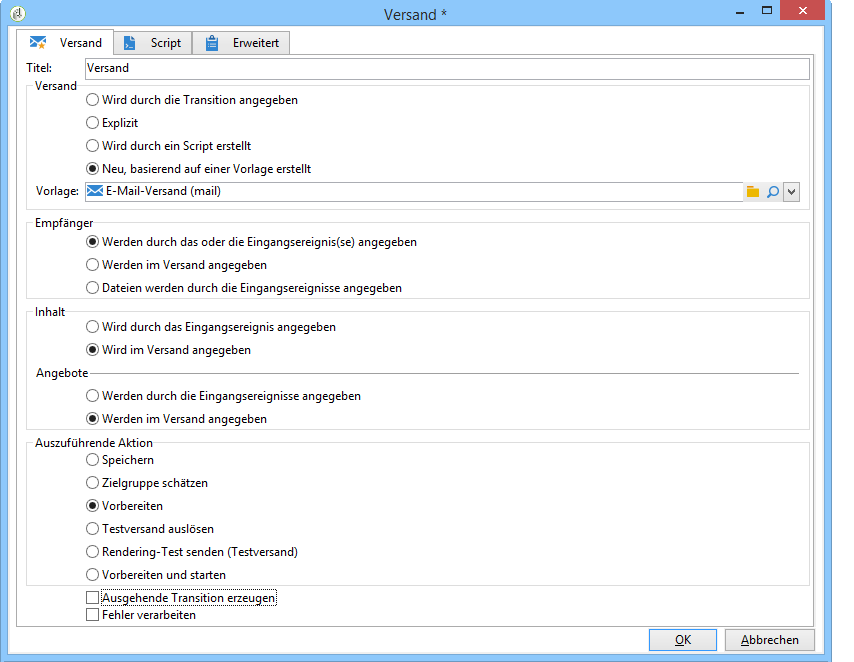 Versand *
Versand Script Erweitert
Titel: Versand
Versand
Wird durch die Transition angegeben
Explizit
Wird durch ein Script erstellt
Neu, basierend auf einer Vorlage erstellt
Vorlage: E-Mail-Versand (mail)
Empfänger
Werden durch das oder die Eingangsereignis(se) angegeben
Werden im Versand angegeben
Dateien werden durch die Eingangsereignisse angegeben
Inhalt
Wird durch das Eingangsereignis angegeben
Wird im Versand angegeben
Angebote
Werden durch die Eingangsereignisse angegeben
Werden im Versand angegeben
Auszuführende Aktion
Speichern
Zielgruppe schätzen
Vorbereiten
Testversand auslösen
Rendering-Test senden (Testversand)
Vorbereiten und starten
Ausgehende Transition erzeugen
Fehler verarbeiten
OK Abbrechen